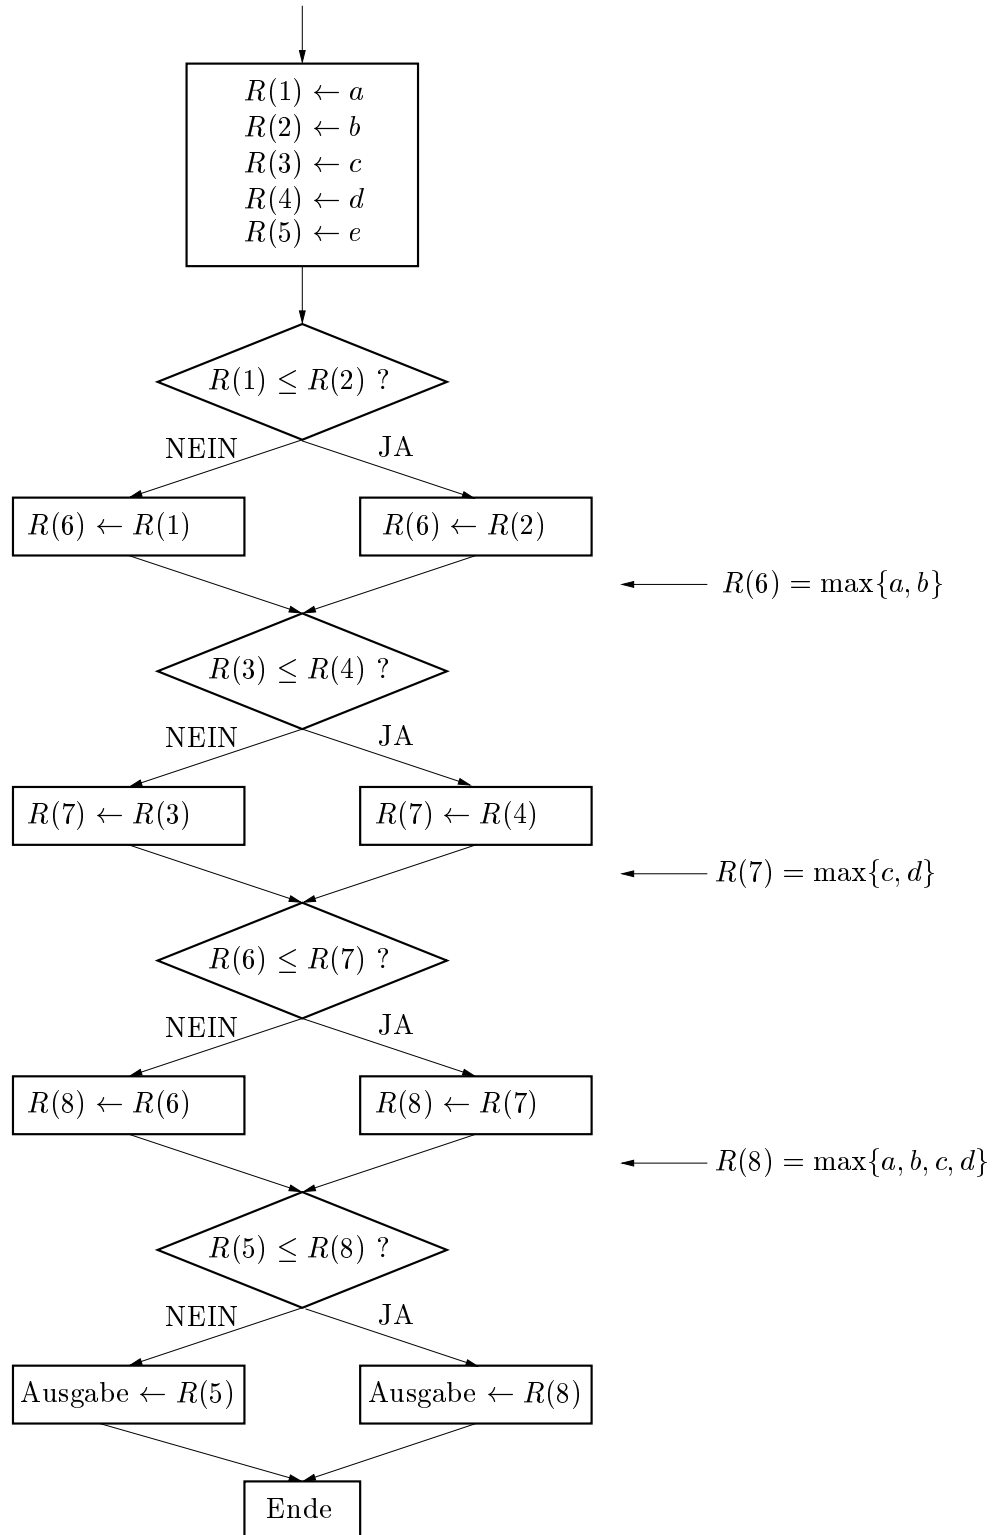 R(1) ← a
R(2) ← b
R(3) ← c
R(4) ← d
R(5) ← e
R(1) ≤ R(2) ?
NEIN
JA
R(6) ← R(1)
R(6) ← R(2)
R(6) = max{a, b}
R(3) ≤ R(4) ?
NEIN
JA
R(7) ← R(3)
R(7) ← R(4)
R(7) = max{c, d}
R(6) ≤ R(7) ?
NEIN
JA
R(8) ← R(6)
R(8) ← R(7)
R(8) = max{a, b, c, d}
R(5) ≤ R(8) ?
NEIN
JA
Ausgabe ← R(5)
Ausgabe ← R(8)
Ende